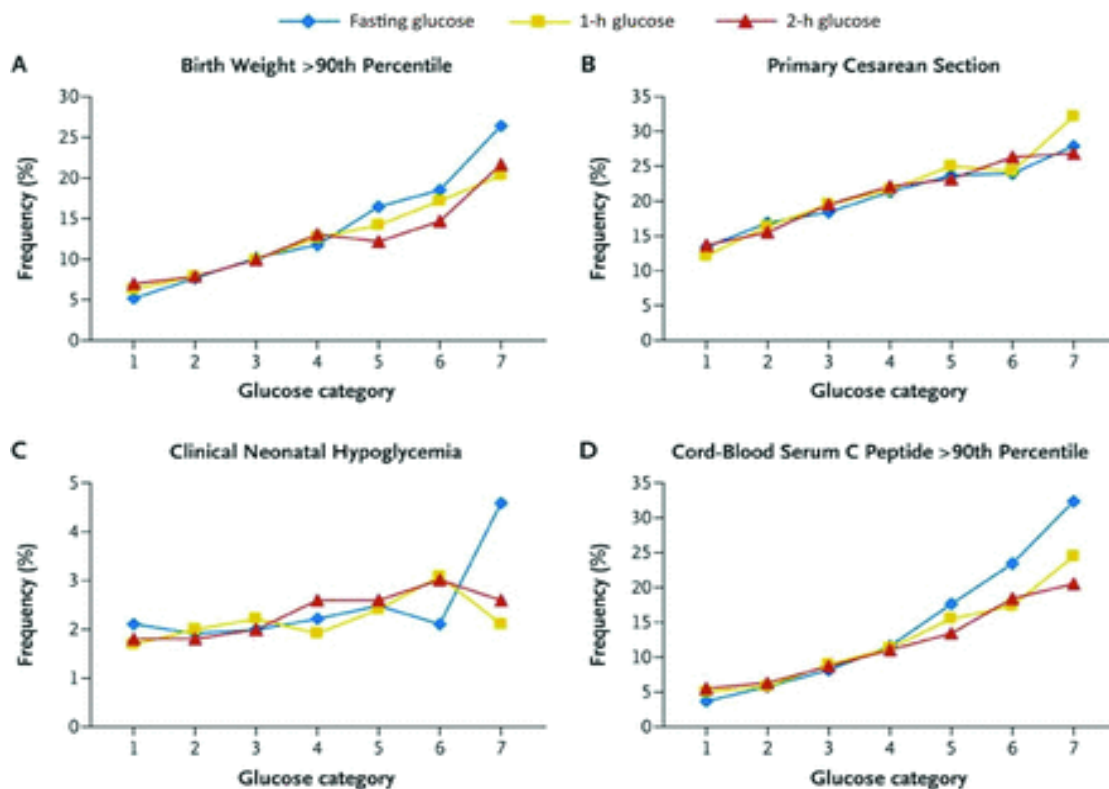 Fasting glucose 1-h glucose 2-h glucose
A Birth Weight >90th Percentile
Frequency (%)
30
25
20
15
10
5
0
1 2 3 4 5 6 7
Glucose category
B Primary Cesarean Section
Frequency (%)
35
30
25
20
15
10
5
0
1 2 3 4 5 6 7
Glucose category
C Clinical Neonatal Hypoglycemia
Frequency (%)
5
4
3
2
1
0
1 2 3 4 5 6 7
Glucose category
D Cord-Blood Serum C Peptide >90th Percentile
Frequency (%)
35
30
25
20
15
10
5
0
1 2 3 4 5 6 7
Glucose category